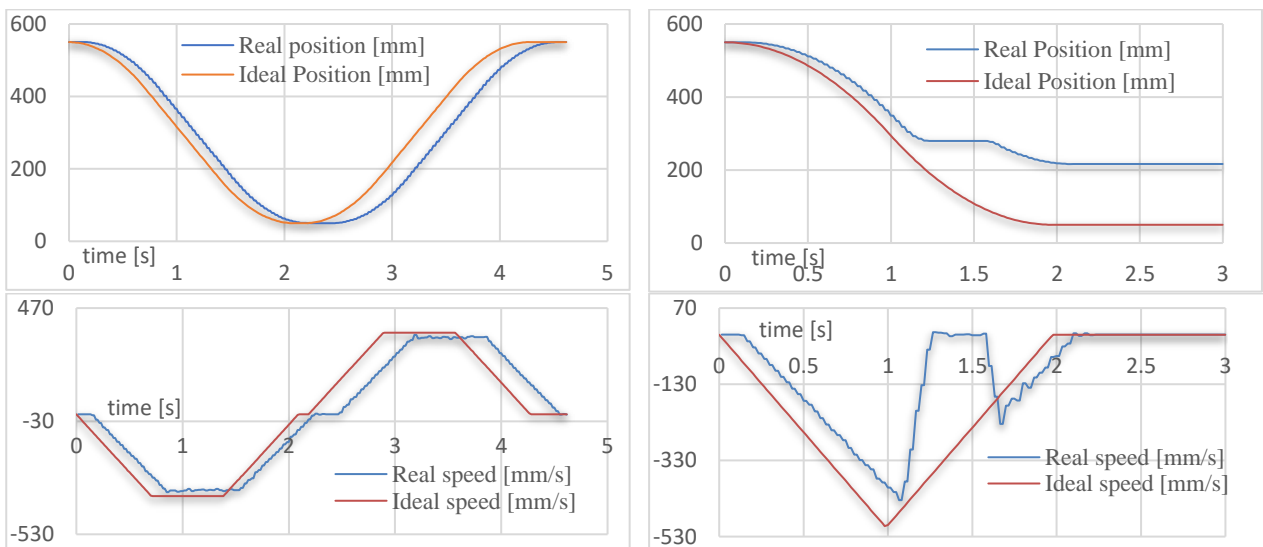 600
400
200
0
Real position [mm]
Ideal Position [mm]
time [s]
0 1 2 3 4 5
600
400
200
0
Real Position [mm]
Ideal Position [mm]
time [s]
0 0.5 1 1.5 2 2.5 3
470
-30
-530
time [s]
0 1 2 3 4 5
Real speed [mm/s]
Ideal speed [mm/s]
70
-130
-330
-530
time [s]
0 0.5 1 1.5 2 2.5 3
Real speed [mm/s]
Ideal speed [mm/s]